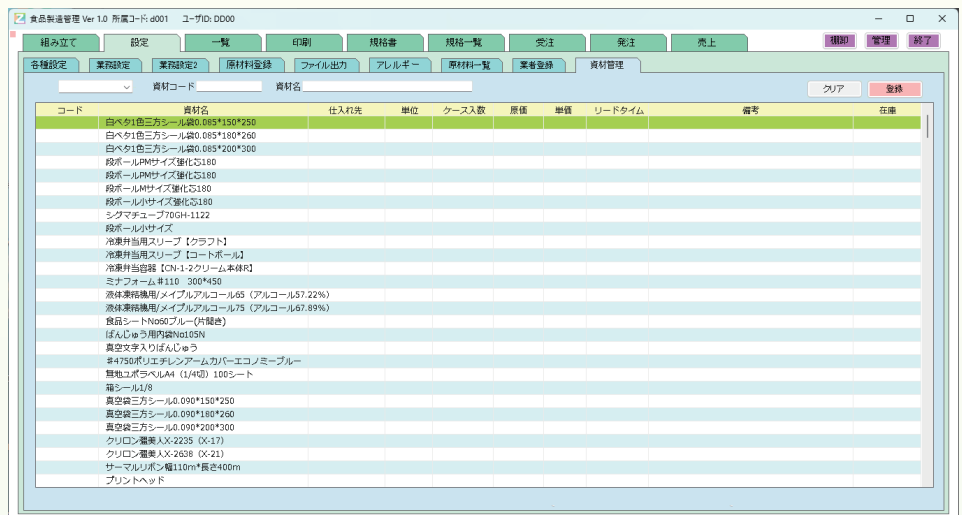 食品製造管理 Ver 1.0 所属コード: d001 ユーザID: DD00
組み立て 設定 一覧 印刷 規格書 規格一覧 受注 発注 売上 棚卸 管理 終了
各種設定 業務設定 業務設定2 原材料登録 ファイル出力 アレルギー 原材料一覧 業者登録 資材管理
資材コード 資材名 クリア 登録
コード 資材名 仕入れ先 単位 ケース入数 原価 単価 リードタイム 備考 在庫
白ベタ1色三方シール袋0.085*150*250
白ベタ1色三方シール袋0.085*180*260
白ベタ1色三方シール袋0.085*200*300
段ボールPMサイズ強化芯180
段ボールPMサイズ強化芯180
段ボールMサイズ強化芯180
段ボール小サイズ強化芯180
シグマチューブ70GH-1122
段ボール小サイズ
冷凍弁当用スリーブ【クラフト】
冷凍弁当用スリーブ【コートボール】
冷凍弁当容器【CN-1-2クリーム本体R】
ミナフォーム＃110 300*450
液体凍結機用/メイプルアルコール65（アルコール57.22%）
液体凍結機用/メイプルアルコール75（アルコール67.89%）
食品シートNo60ブルー(片開き)
ばんじゅう用内袋No105N
真空文字入りばんじゅう
＃4750ポリエチレンアームカバーエコノミーブルー
無地ユポラベルA4（1/4切）100シート
箱シール1/8
真空袋三方シール0.090*150*250
真空袋三方シール0.090*180*260
真空袋三方シール0.090*200*300
クリロン彊美人X-2235（X-17）
クリロン彊美人X-2638（X-21）
サーマルリボン幅110m*長さ400m
プリントヘッド